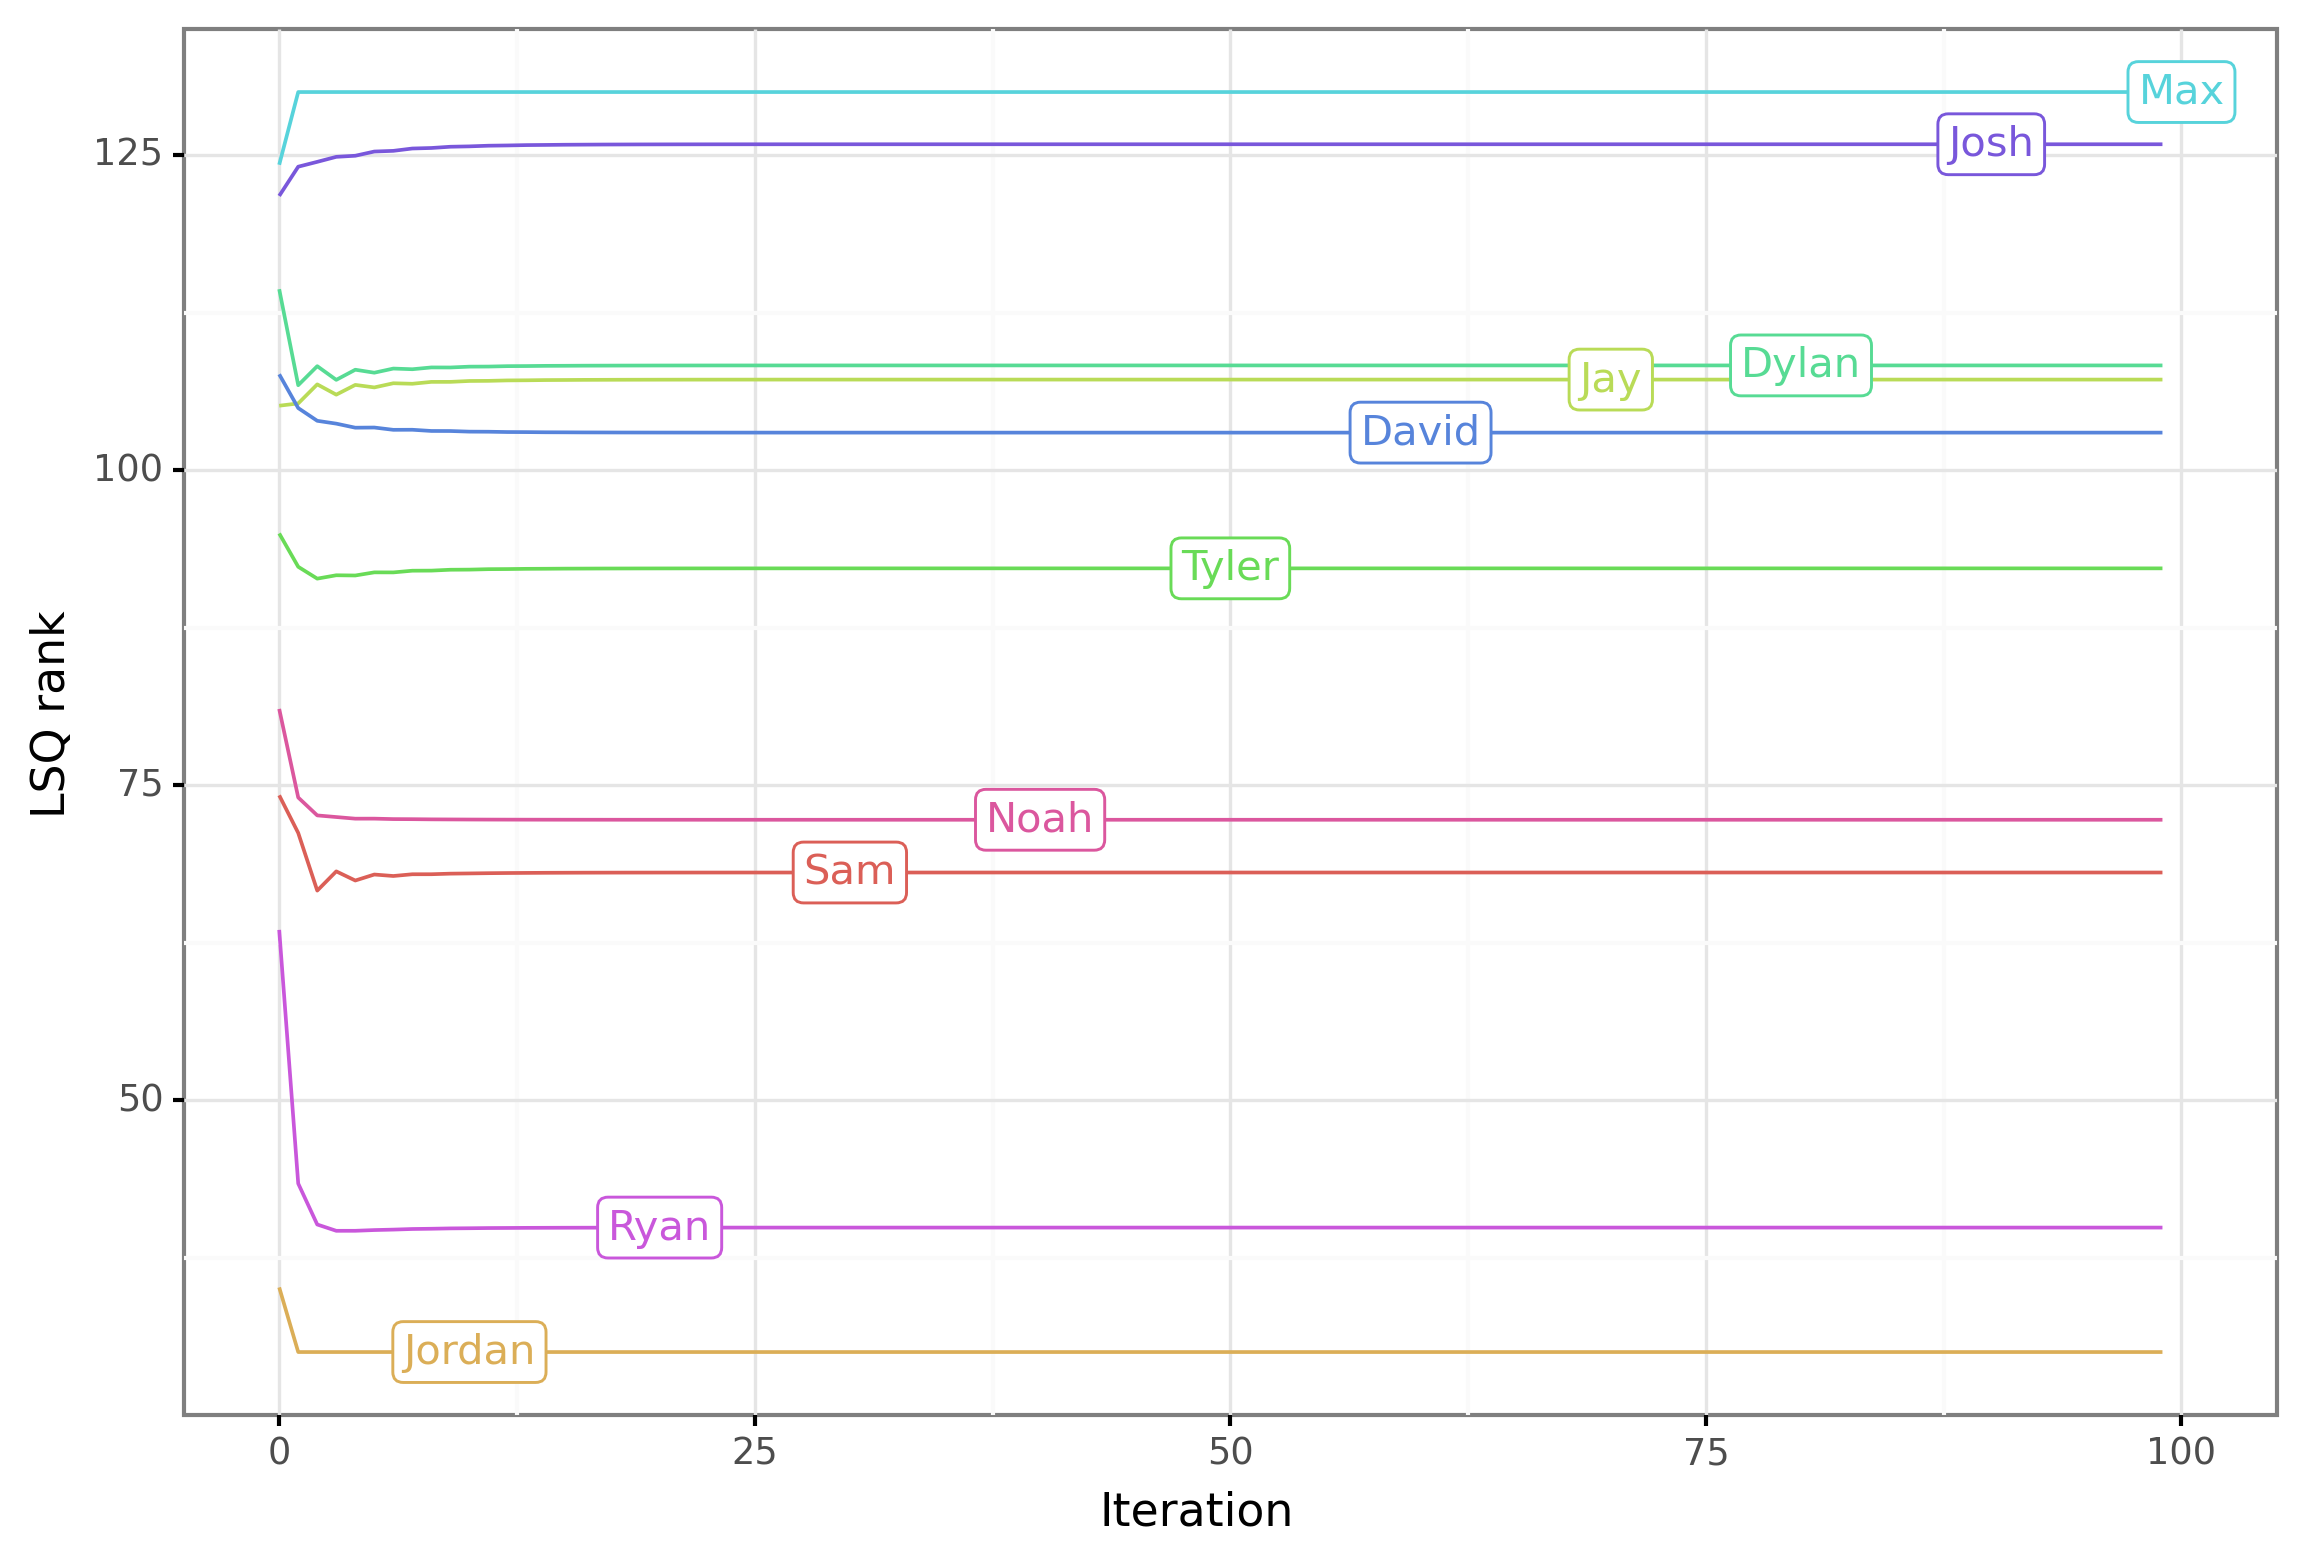 Max
Josh
125
Dylan
Jay
David
100
Tyler
LSQ rank
75
Noah
Sam
50
Ryan
Jordan
0 25 50 75 100
Iteration